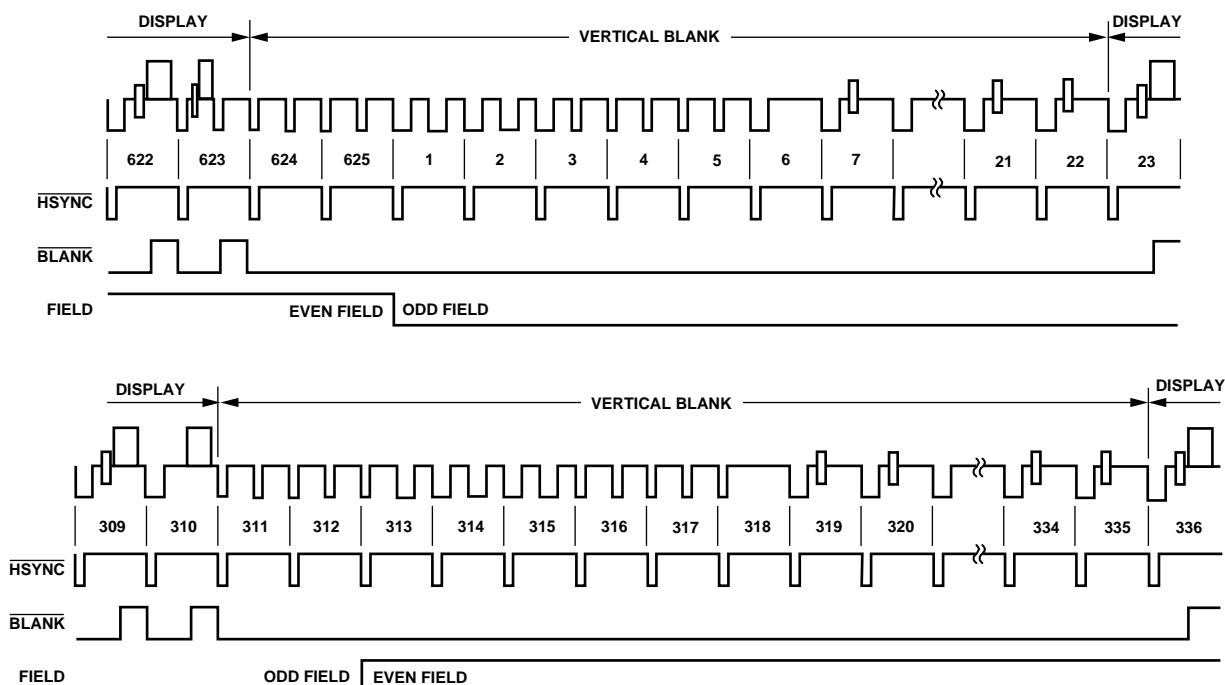 DISPLAY VERTICAL BLANK DISPLAY
622 623 624 625 1 2 3 4 5 6 7 21 22 23
HSYNC
BLANK
FIELD EVEN FIELD ODD FIELD
DISPLAY VERTICAL BLANK DISPLAY
309 310 311 312 313 314 315 316 317 318 319 320 334 335 336
HSYNC
BLANK
FIELD ODD FIELD EVEN FIELD